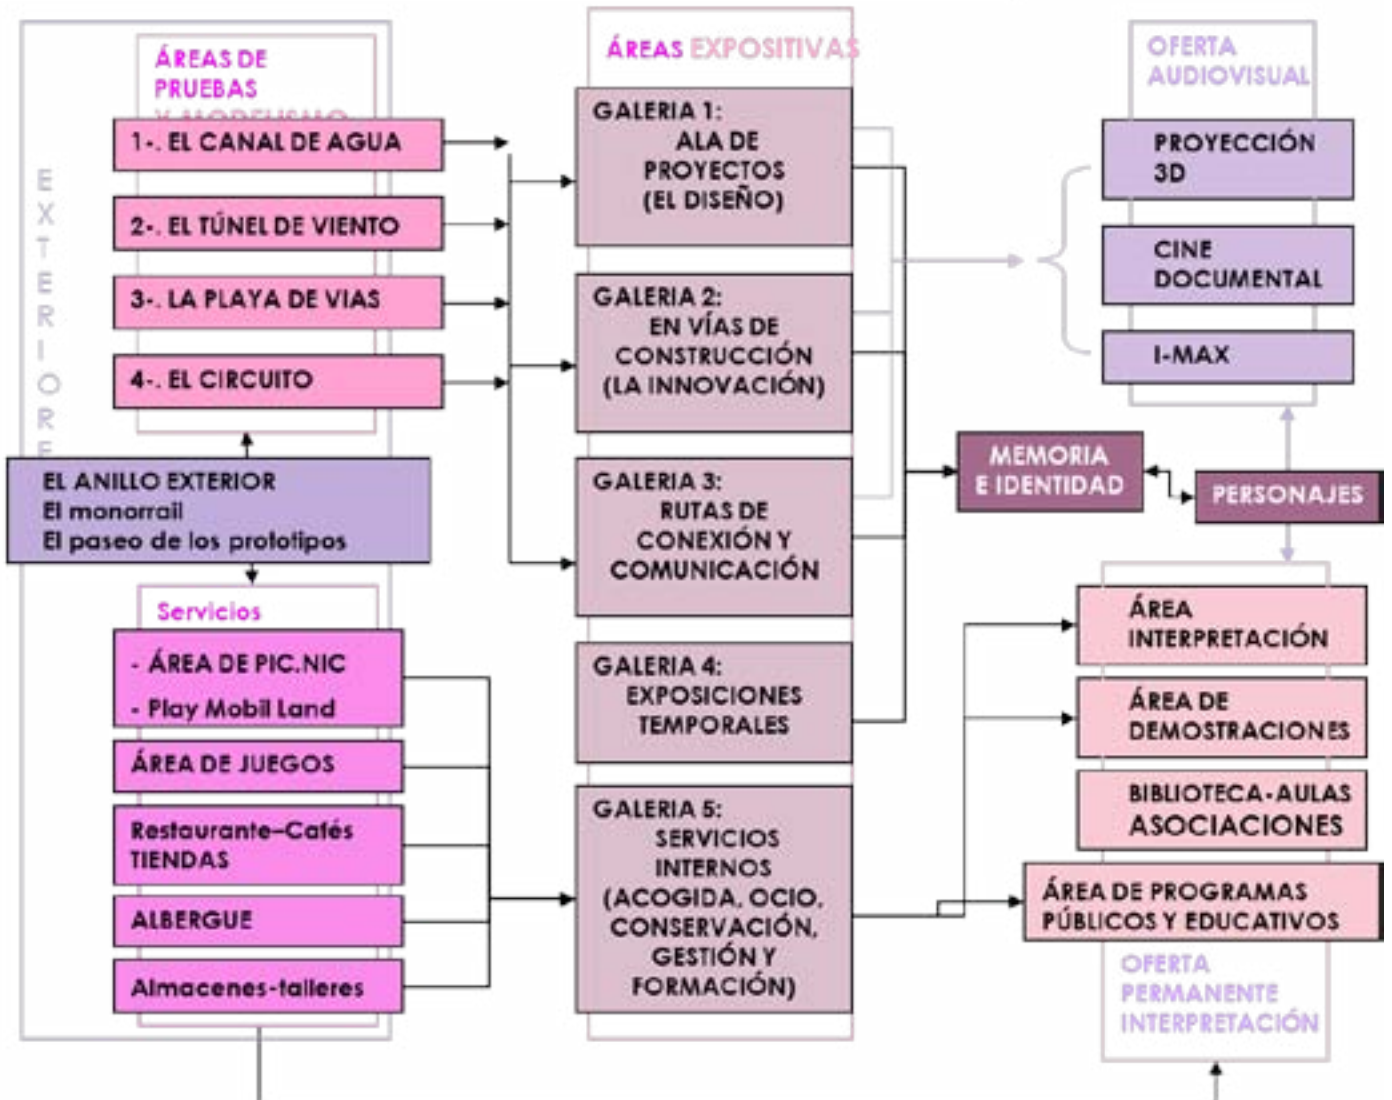 EXTERIORE
ÁREAS DE
PRUEBAS
Y MODELISMO
1-. EL CANAL DE AGUA
2-. EL TÚNEL DE VIENTO
3-. LA PLAYA DE VIAS
4-. EL CIRCUITO
EL ANILLO EXTERIOR
El monorrail
El paseo de los prototipos
Servicios
- ÁREA DE PIC.NIC
- Play Mobil Land
ÁREA DE JUEGOS
Restaurante–Cafés
TIENDAS
ALBERGUE
Almacenes-talleres
ÁREAS EXPOSITIVAS
GALERIA 1:
ALA DE
PROYECTOS
(EL DISEÑO)
GALERIA 2:
EN VÍAS DE
CONSTRUCCIÓN
(LA INNOVACIÓN)
GALERIA 3:
RUTAS DE
CONEXIÓN Y
COMUNICACIÓN
GALERIA 4:
EXPOSICIONES
TEMPORALES
GALERIA 5:
SERVICIOS
INTERNOS
(ACOGIDA, OCIO,
CONSERVACIÓN,
GESTIÓN Y
FORMACIÓN)
OFERTA
AUDIOVISUAL
PROYECCIÓN
3D
CINE
DOCUMENTAL
I-MAX
MEMORIA
E IDENTIDAD
PERSONAJES
ÁREA
INTERPRETACIÓN
ÁREA DE
DEMOSTRACIONES
BIBLIOTECA-AULAS
ASOCIACIONES
ÁREA DE PROGRAMAS
PÚBLICOS Y EDUCATIVOS
OFERTA
PERMANENTE
INTERPRETACIÓN